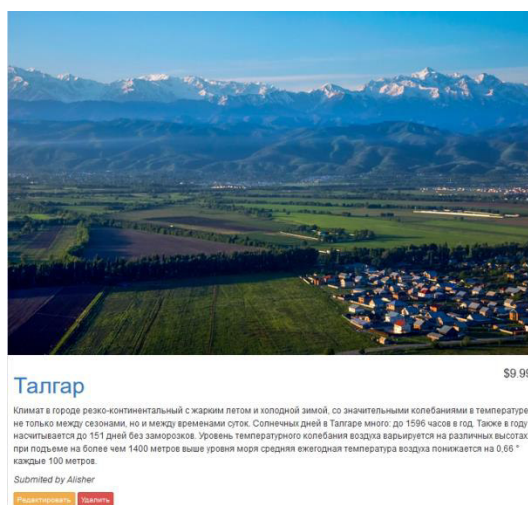 $9.99
Талгар
Климат в городе резко-континентальный с жарким летом и холодной зимой, со значительными колебаниями в температуре
не только между сезонами, но и между временами суток. Солнечных дней в Талгаре много: до 1596 часов в год. Также в году
насчитывается до 151 дней без заморозков. Уровень температурного колебания воздуха варьируется на различных высотах:
при подъеме на более чем 1400 метров выше уровня моря средняя ежегодная температура воздуха понижается на 0,66 °
каждые 100 метров.
Submited by Alisher
Редактировать Удалить